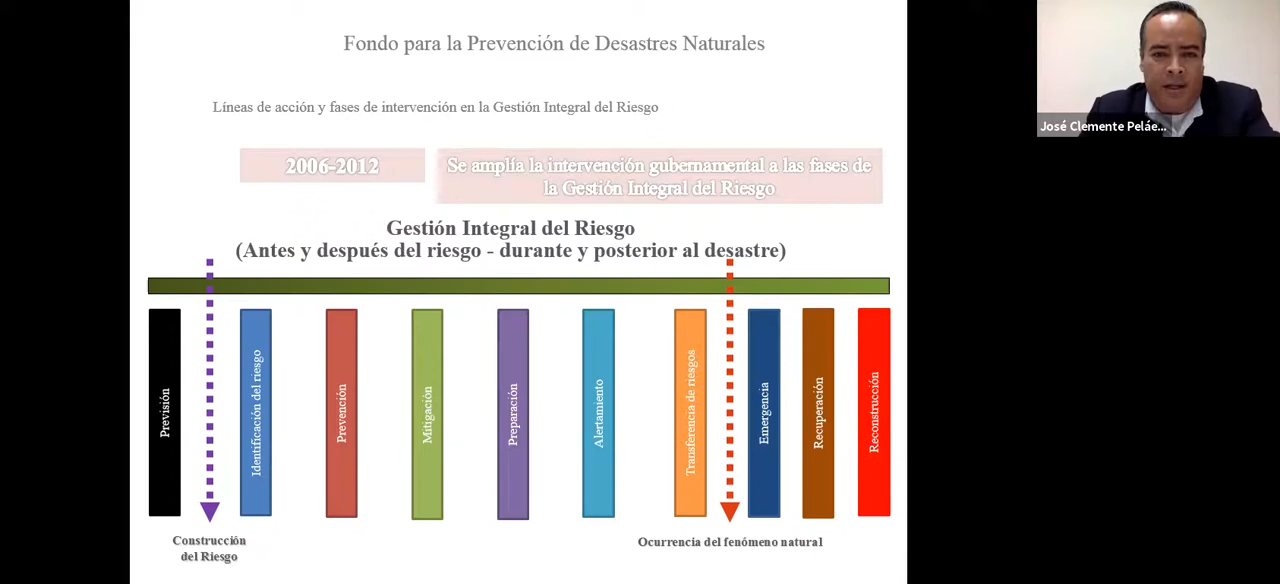 Fondo para la Prevención de Desastres Naturales
José Clemente Peláe...
Líneas de acción y fases de intervención en la Gestión Integral del Riesgo
2006-2012
Se amplía la intervención gubernamental a las fases de
la Gestión Integral del Riesgo
Gestión Integral del Riesgo
(Antes y después del riesgo - durante y posterior al desastre)
Previsión
Identificación del riesgo
Prevención
Mitigación
Preparación
Alertamiento
Transferencia de riesgos
Emergencia
Recuperación
Reconstrucción
Construcción
del Riesgo
Ocurrencia del fenómeno natural